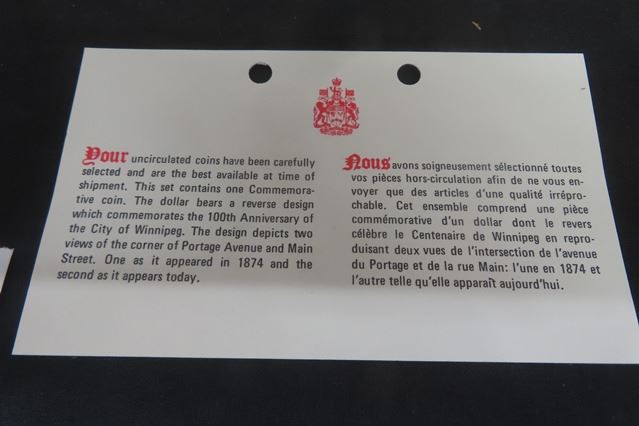 Your uncirculated coins have been carefully
selected and are the best available at time of
shipment. This set contains one Commemora-
tive coin. The dollar bears a reverse design
which commemorates the 100th Anniversary of
the City of Winnipeg. The design depicts two
views of the corner of Portage Avenue and Main
Street. One as it appeared in 1874 and the
second as it appears today.
Nous avons soigneusement sélectionné toutes
vos pièces hors-circulation afin de ne vous en-
voyer que des articles d'une qualité irrépro-
chable. Cet ensemble comprend une pièce
commémorative d'un dollar dont le revers
célèbre le Centenaire de Winnipeg en repro-
duisant deux vues de l'intersection de l'avenue
du Portage et de la rue Main: l'une en 1874 et
l'autre telle qu'elle apparaît aujourd'hui.